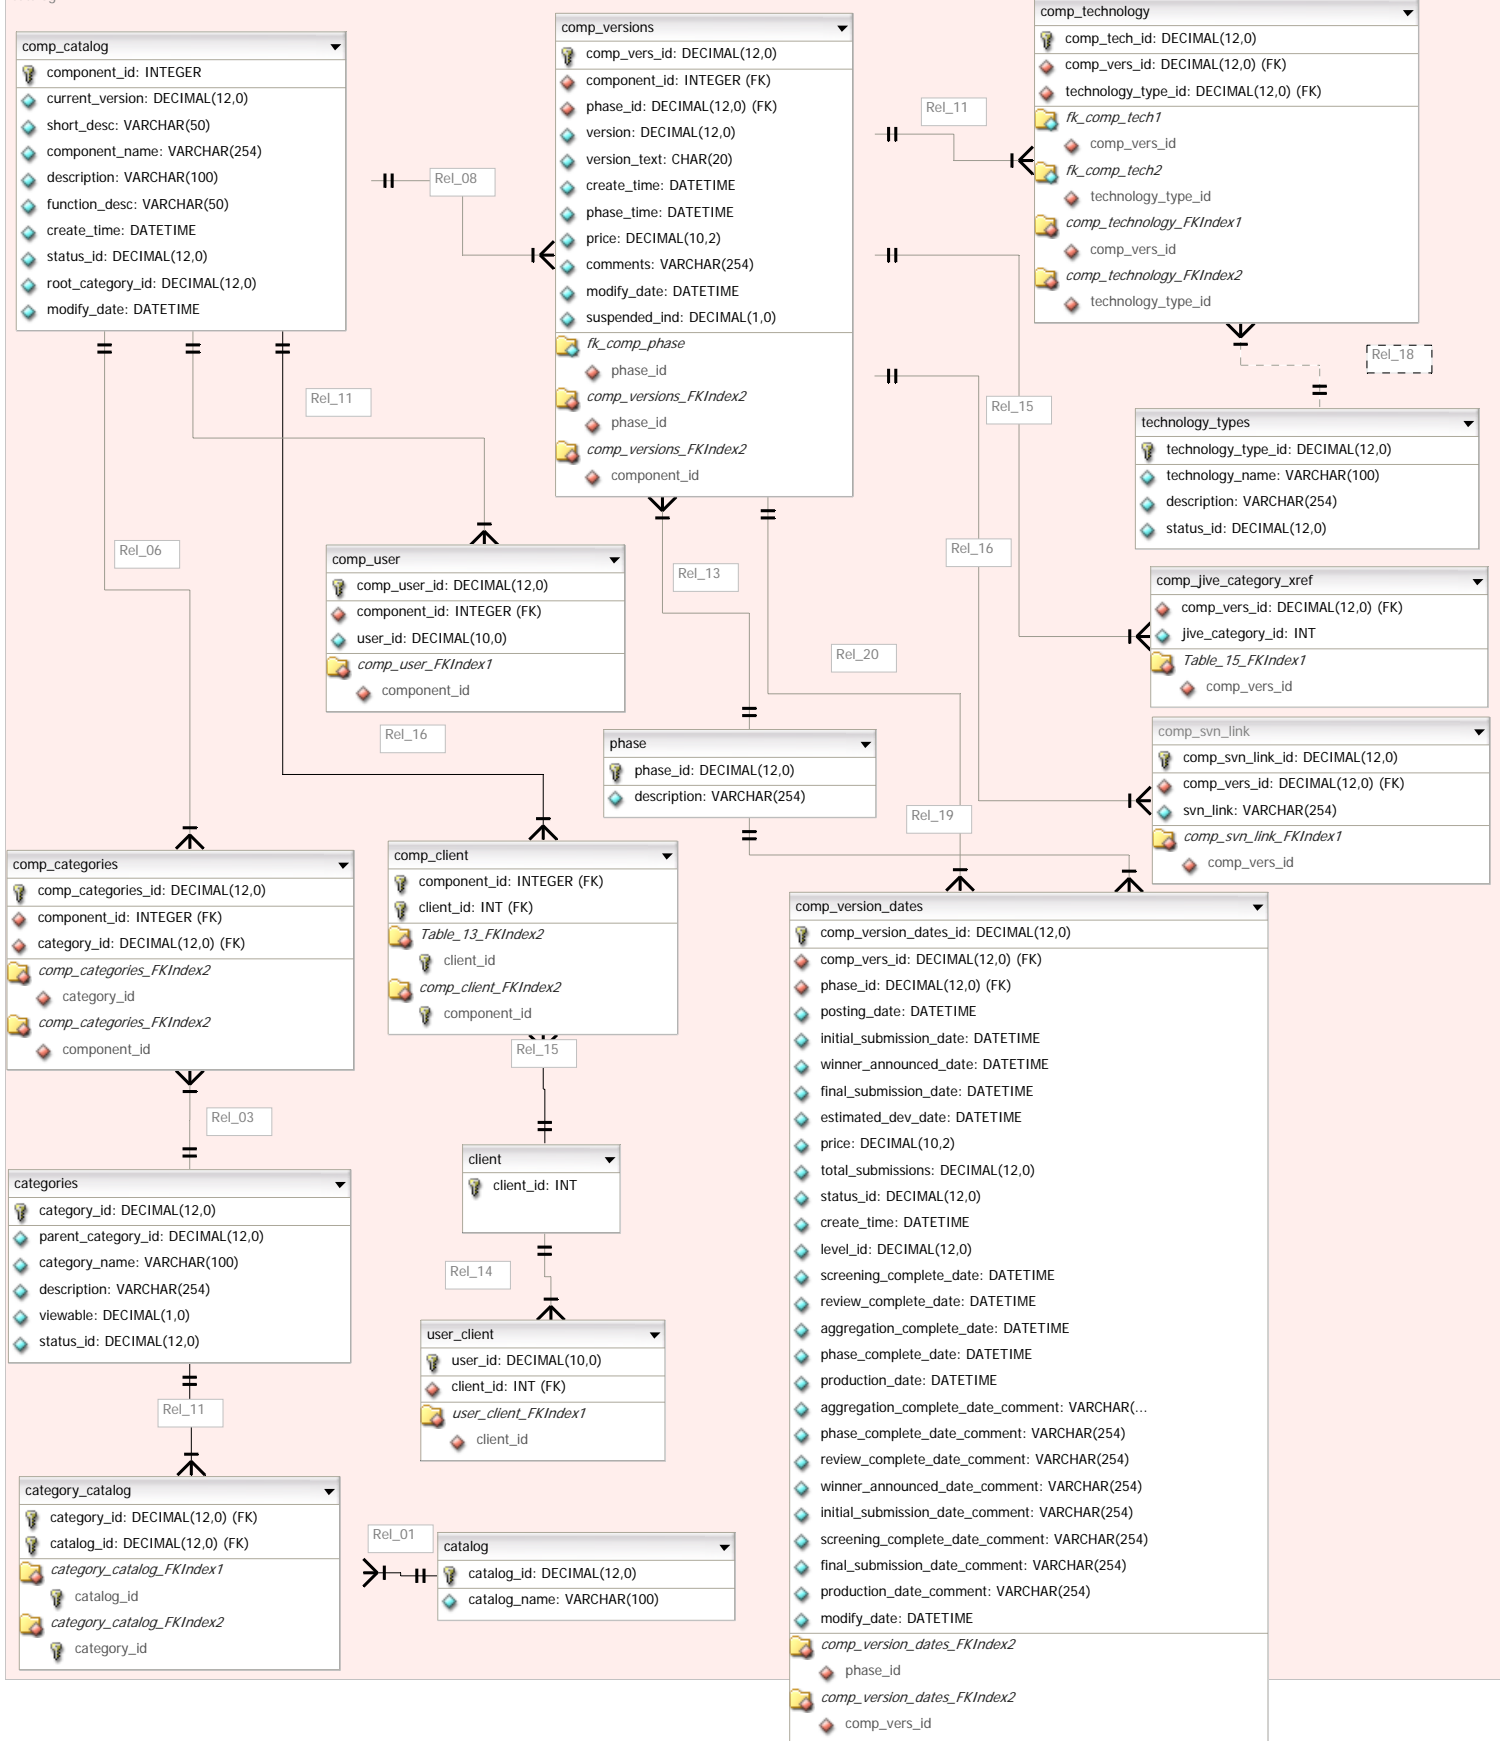 comp_catalog
component_id: INTEGER
current_version: DECIMAL(12,0)
short_desc: VARCHAR(50)
component_name: VARCHAR(254)
description: VARCHAR(100)
function_desc: VARCHAR(50)
create_time: DATETIME
status_id: DECIMAL(12,0)
root_category_id: DECIMAL(12,0)
modify_date: DATETIME
Rel_08
comp_versions
comp_vers_id: DECIMAL(12,0)
component_id: INTEGER (FK)
phase_id: DECIMAL(12,0) (FK)
version: DECIMAL(12,0)
version_text: CHAR(20)
create_time: DATETIME
phase_time: DATETIME
price: DECIMAL(10,2)
comments: VARCHAR(254)
modify_date: DATETIME
suspended_ind: DECIMAL(1,0)
fk_comp_phase
phase_id
comp_versions_FKIndex2
phase_id
comp_versions_FKIndex2
component_id
Rel_11
comp_technology
comp_tech_id: DECIMAL(12,0)
comp_vers_id: DECIMAL(12,0) (FK)
technology_type_id: DECIMAL(12,0) (FK)
fk_comp_tech1
comp_vers_id
fk_comp_tech2
technology_type_id
comp_technology_FKIndex1
comp_vers_id
comp_technology_FKIndex2
technology_type_id
Rel_18
Rel_11
Rel_15
technology_types
technology_type_id: DECIMAL(12,0)
technology_name: VARCHAR(100)
description: VARCHAR(254)
status_id: DECIMAL(12,0)
Rel_06
comp_user
comp_user_id: DECIMAL(12,0)
component_id: INTEGER (FK)
user_id: DECIMAL(10,0)
comp_user_FKIndex1
component_id
Rel_13
Rel_16
comp_jive_category_xref
comp_vers_id: DECIMAL(12,0) (FK)
jive_category_id: INT
Table_15_FKIndex1
comp_vers_id
Rel_20
Rel_16
phase
phase_id: DECIMAL(12,0)
description: VARCHAR(254)
comp_svn_link
comp_svn_link_id: DECIMAL(12,0)
comp_vers_id: DECIMAL(12,0) (FK)
svn_link: VARCHAR(254)
comp_svn_link_FKIndex1
comp_vers_id
Rel_19
comp_categories
comp_categories_id: DECIMAL(12,0)
component_id: INTEGER (FK)
category_id: DECIMAL(12,0) (FK)
comp_categories_FKIndex2
category_id
comp_categories_FKIndex2
component_id
comp_client
component_id: INTEGER (FK)
client_id: INT (FK)
Table_13_FKIndex2
client_id
comp_client_FKIndex2
component_id
Rel_15
comp_version_dates
comp_version_dates_id: DECIMAL(12,0)
comp_vers_id: DECIMAL(12,0) (FK)
phase_id: DECIMAL(12,0) (FK)
posting_date: DATETIME
initial_submission_date: DATETIME
winner_announced_date: DATETIME
final_submission_date: DATETIME
estimated_dev_date: DATETIME
price: DECIMAL(10,2)
total_submissions: DECIMAL(12,0)
status_id: DECIMAL(12,0)
create_time: DATETIME
level_id: DECIMAL(12,0)
screening_complete_date: DATETIME
review_complete_date: DATETIME
aggregation_complete_date: DATETIME
phase_complete_date: DATETIME
production_date: DATETIME
aggregation_complete_date_comment: VARCHAR(...
phase_complete_date_comment: VARCHAR(254)
review_complete_date_comment: VARCHAR(254)
winner_announced_date_comment: VARCHAR(254)
initial_submission_date_comment: VARCHAR(254)
screening_complete_date_comment: VARCHAR(254)
final_submission_date_comment: VARCHAR(254)
production_date_comment: VARCHAR(254)
modify_date: DATETIME
comp_version_dates_FKIndex2
phase_id
comp_version_dates_FKIndex2
comp_vers_id
Rel_03
categories
category_id: DECIMAL(12,0)
parent_category_id: DECIMAL(12,0)
category_name: VARCHAR(100)
description: VARCHAR(254)
viewable: DECIMAL(1,0)
status_id: DECIMAL(12,0)
client
client_id: INT
Rel_14
user_client
user_id: DECIMAL(10,0)
client_id: INT (FK)
user_client_FKIndex1
client_id
Rel_11
category_catalog
category_id: DECIMAL(12,0) (FK)
catalog_id: DECIMAL(12,0) (FK)
category_catalog_FKIndex1
catalog_id
category_catalog_FKIndex2
category_id
Rel_01
catalog
catalog_id: DECIMAL(12,0)
catalog_name: VARCHAR(100)